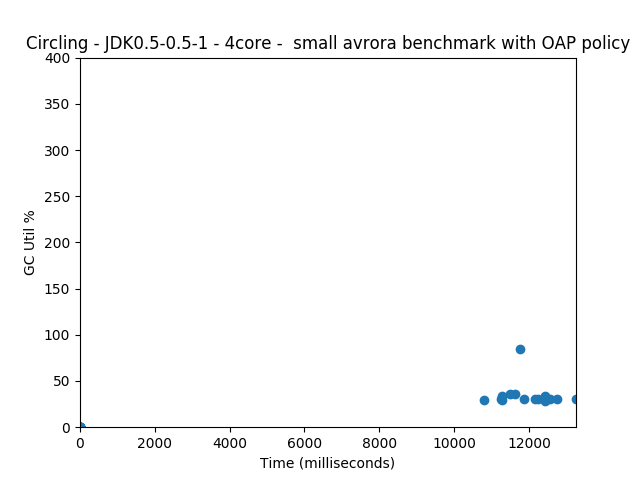 Circling - JDK0.5-0.5-1 - 4core -  small avrora benchmark with OAP policy
400
350
300
250
200
150
100
50
0
GC Util %
0 2000 4000 6000 8000 10000 12000
Time (milliseconds)